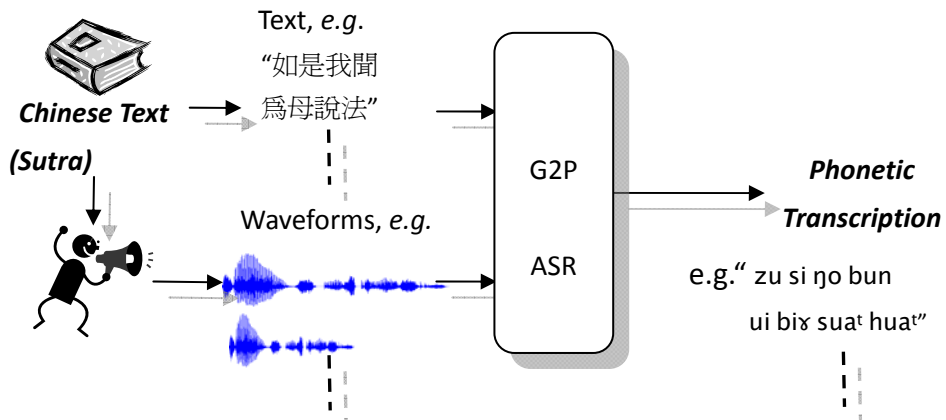 Text, e.g.
“如是我聞
爲母說法”
Chinese Text
(Sutra)
Waveforms, e.g.
G2P
ASR
Phonetic
Transcription
e.g.“ zu si ŋo bun
ui biɤ suaᵗ huaᵗ”